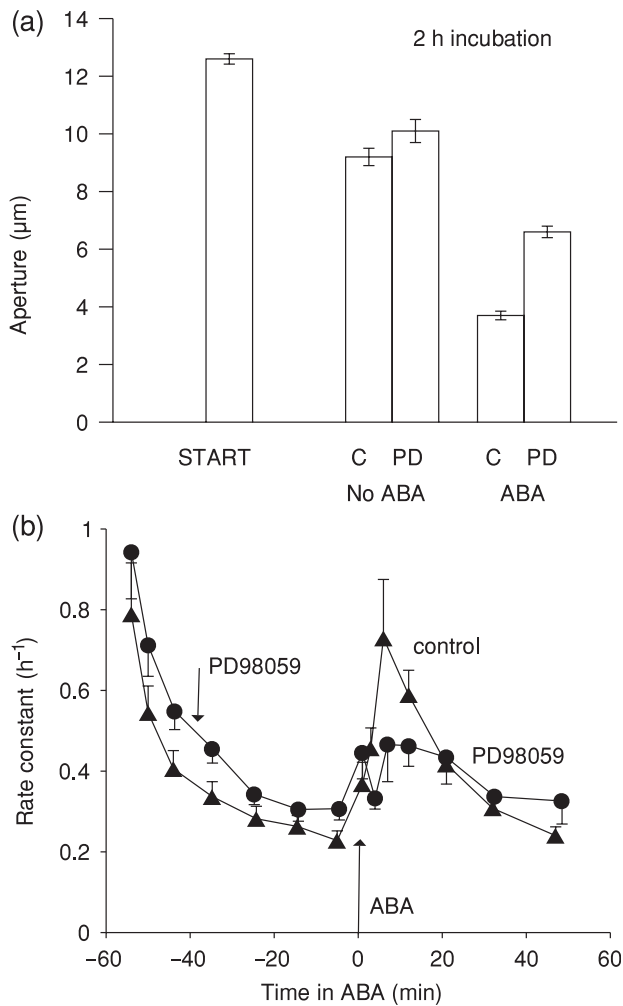 (a)
2 h incubation
14
12
10
8
6
4
2
0
Aperture (µm)
START
C PD C PD
No ABA ABA
(b)
1
0.8
0.6
0.4
0.2
0
Rate constant (h⁻¹)
PD98059
control
PD98059
ABA
−60 −40 −20 0 20 40 60
Time in ABA (min)